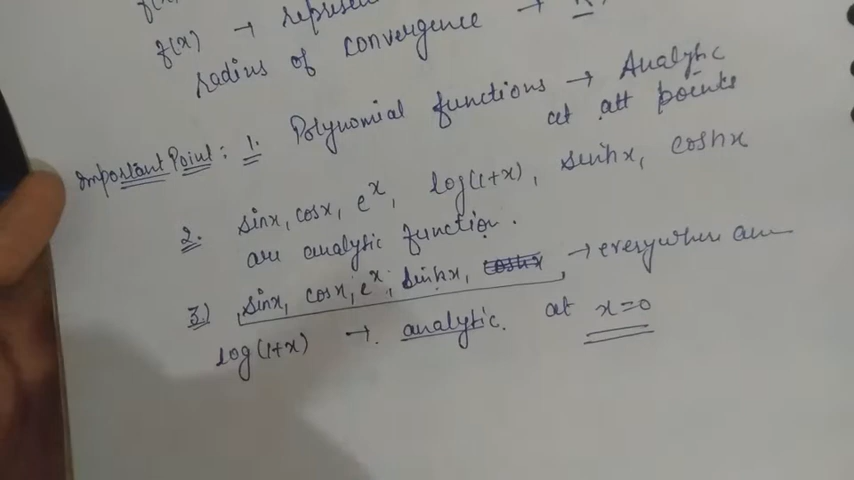 f(x)
f(x) → represen
radius of convergence → R,
Important Point: 1. Polynomial functions → Analytic
at all points
2. sinx, cosx, e^x, log(1+x), sinhx, coshx
are analytic function.
3) sinx, cosx, e^x, sinhx, coshx → everywhere an
log(1+x) → analytic. at x=0